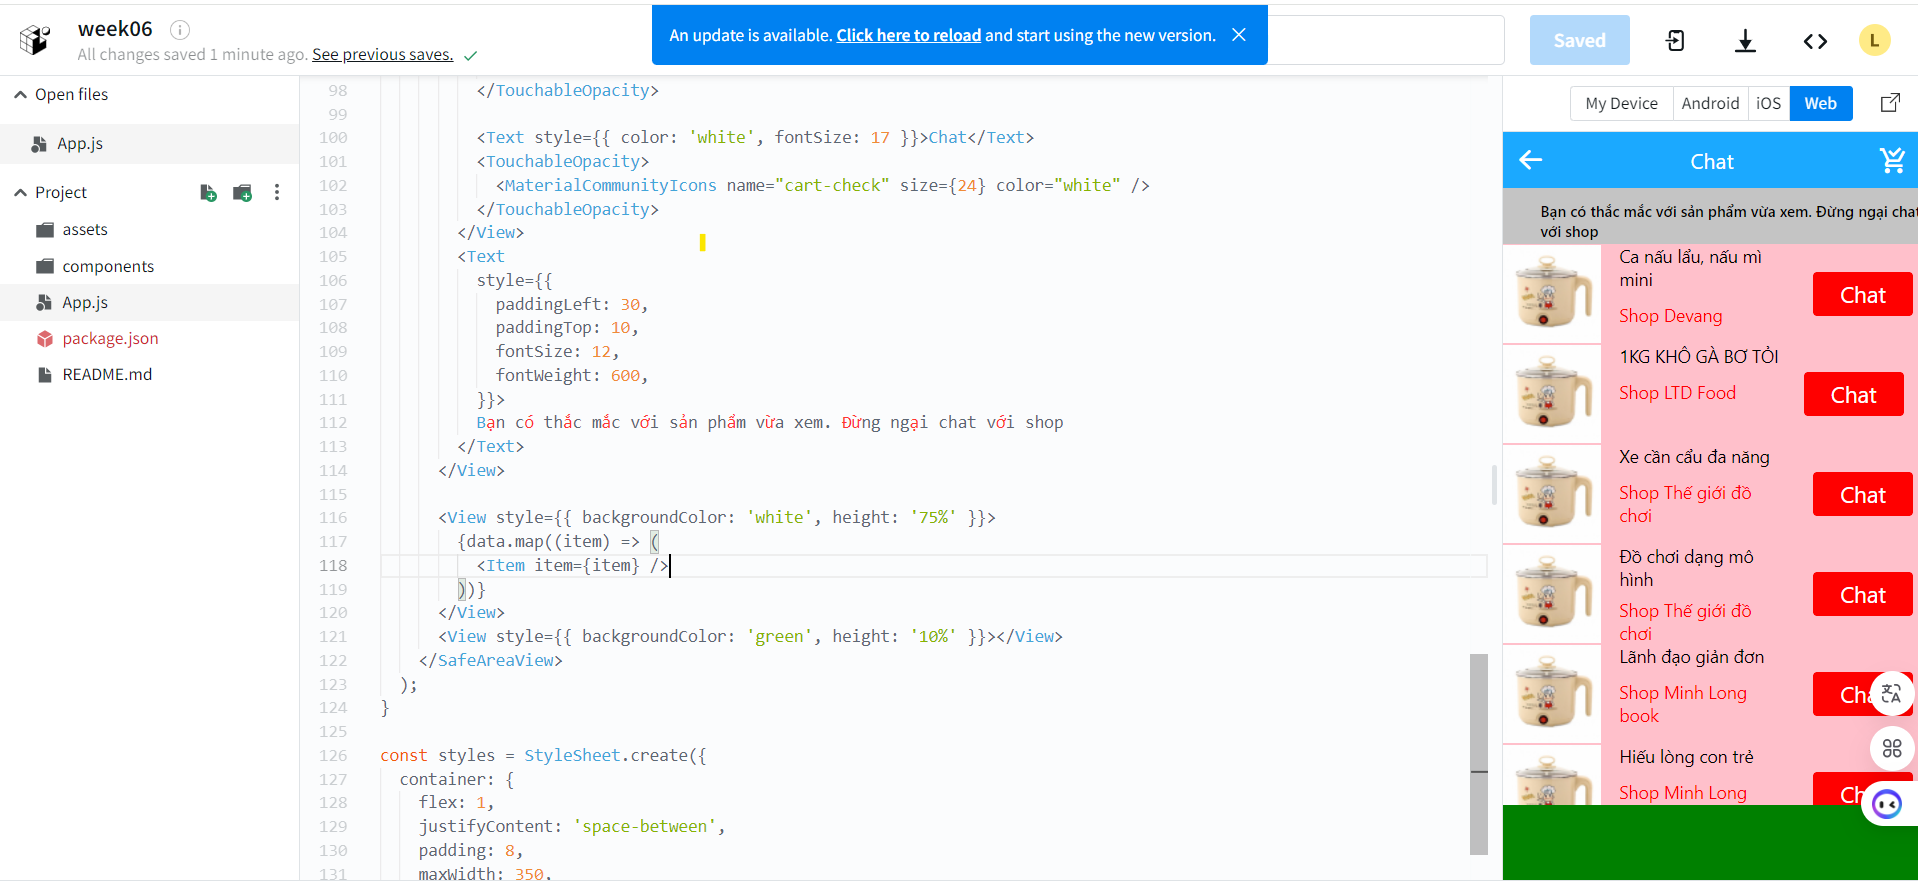 week06
All changes saved 1 minute ago. See previous saves.
An update is available. Click here to reload and start using the new version.
Saved
L
Open files
App.js
Project
assets
components
App.js
package.json
README.md
98 </TouchableOpacity>
99
100 <Text style={{ color: 'white', fontSize: 17 }}>Chat</Text>
101 <TouchableOpacity>
102 <MaterialCommunityIcons name="cart-check" size={24} color="white" />
103 </TouchableOpacity>
104 </View>
105 <Text
106 style={{
107 paddingLeft: 30,
108 paddingTop: 10,
109 fontSize: 12,
110 fontWeight: 600,
111 }}>
112 Bạn có thắc mắc với sản phẩm vừa xem. Đừng ngại chat với shop
113 </Text>
114 </View>
115
116 <View style={{ backgroundColor: 'white', height: '75%' }}>
117 {data.map((item) => (
118 <Item item={item} />
119 ))}
120 </View>
121 <View style={{ backgroundColor: 'green', height: '10%' }}></View>
122 </SafeAreaView>
123 );
124 }
125
126 const styles = StyleSheet.create({
127 container: {
128 flex: 1,
129 justifyContent: 'space-between',
130 padding: 8,
131 maxWidth: 350,
My Device Android iOS Web
Chat
Bạn có thắc mắc với sản phẩm vừa xem. Đừng ngại chat
với shop
Ca nấu lẩu, nấu mì
mini
Shop Devang
Chat
1KG KHÔ GÀ BƠ TỎI
Shop LTD Food
Chat
Xe cần cẩu đa năng
Shop Thế giới đồ
chơi
Chat
Đồ chơi dạng mô
hình
Shop Thế giới đồ
chơi
Chat
Lãnh đạo giản đơn
Shop Minh Long
book
Cha
Hiếu lòng con trẻ
Shop Minh Long
Ch